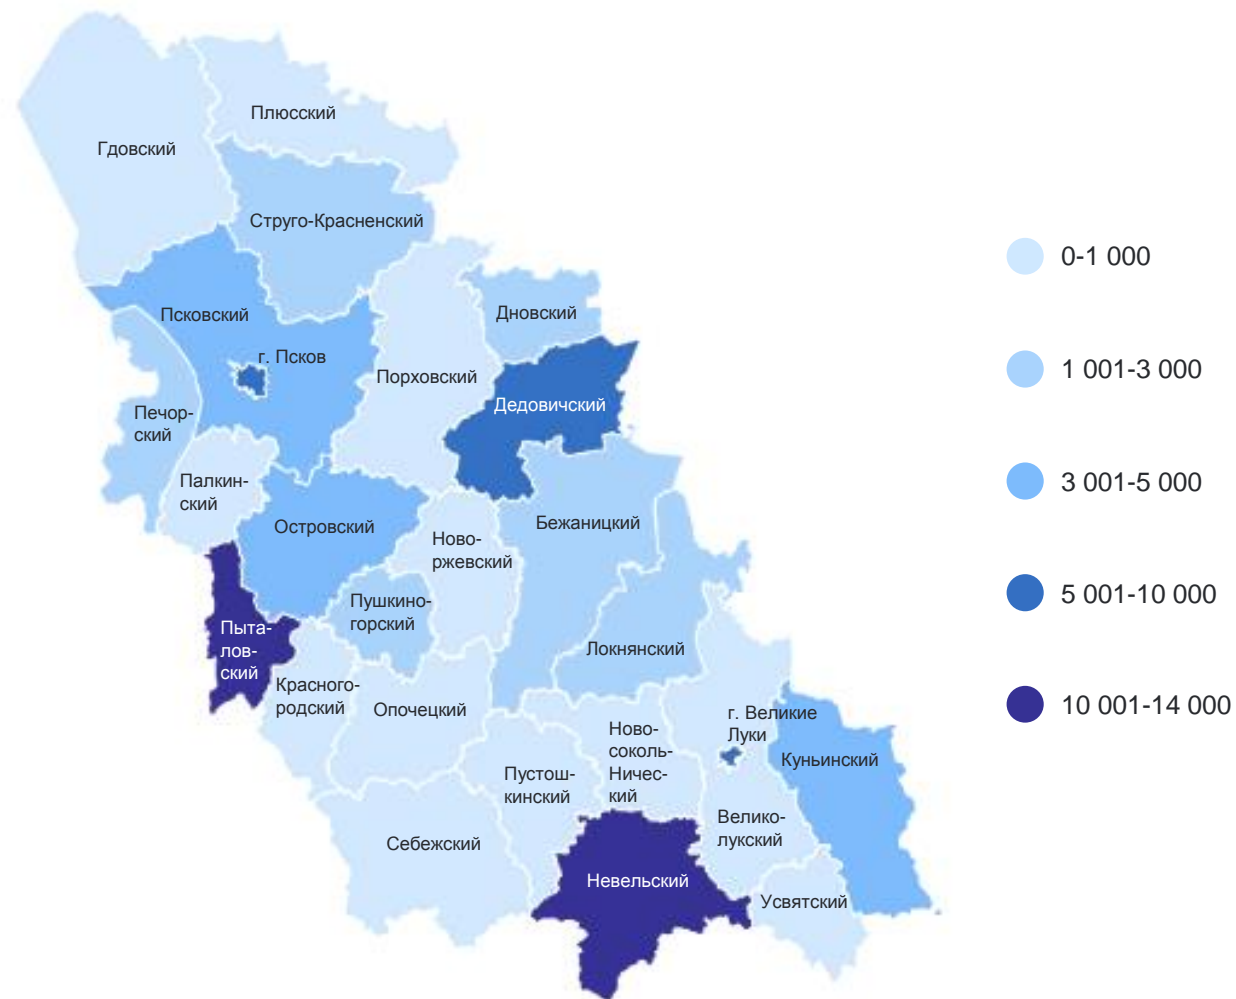 Плюсский
Гдовский
Струго-Красненский
Псковский
Дновский
г. Псков
Порховский
Дедовичский
Печор-
ский
Палкин-
ский
Островский
Бежаницкий
Ново-
ржевский
Пушкино-
горский
Пыта-
лов-
ский
Локнянский
Красного-
родский
Опочецкий
г. Великие
Луки
Ново-
соколь-
Ничес-
кий
Куньинский
Пустош-
кинский
Велико-
лукский
Себежский
Невельский
Усвятский
0-1 000
1 001-3 000
3 001-5 000
5 001-10 000
10 001-14 000